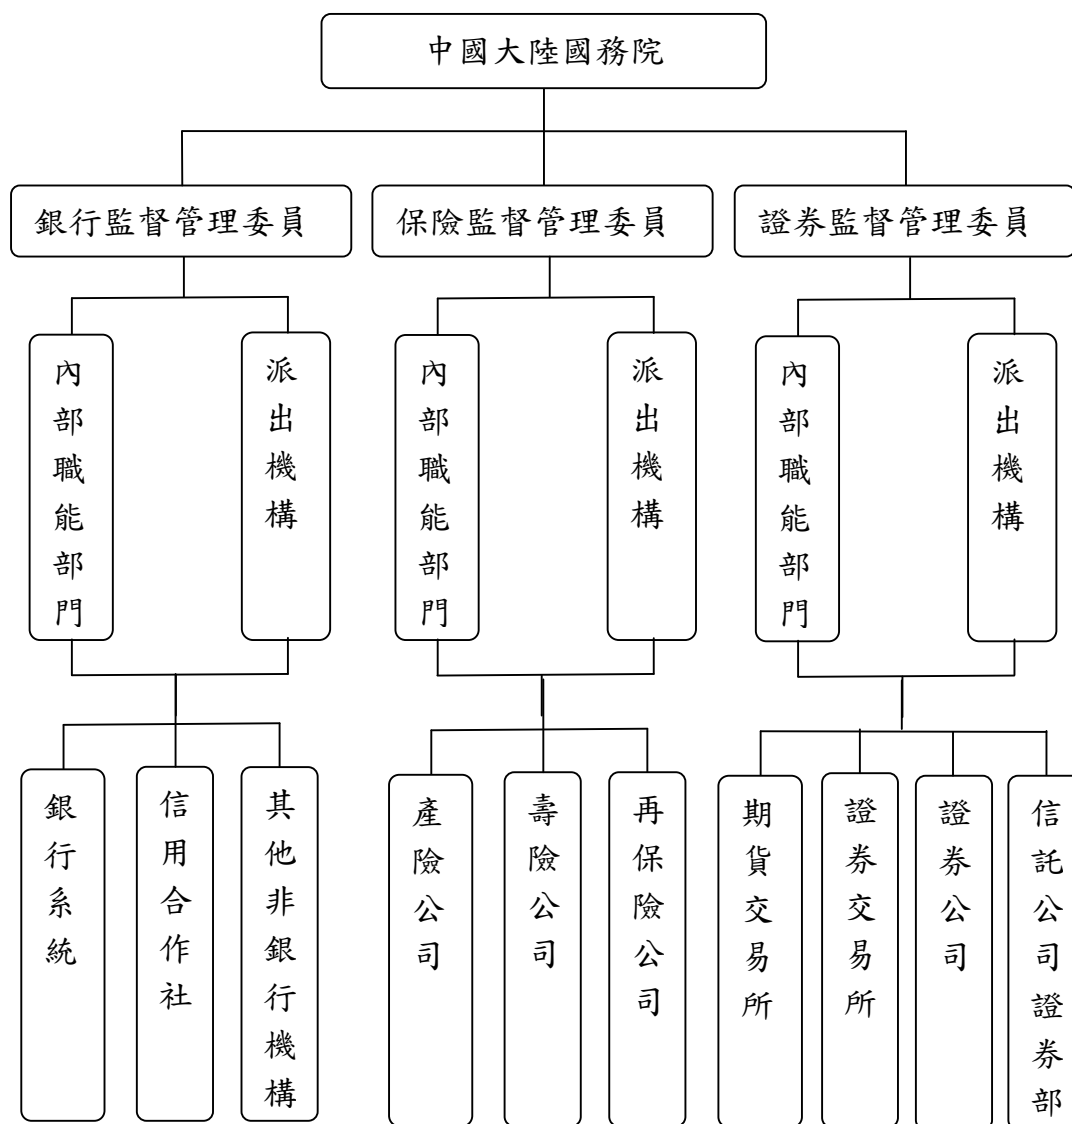 中國大陸國務院
銀行監督管理委員
保險監督管理委員
證券監督管理委員
內部職能部門
派出機構
內部職能部門
派出機構
內部職能部門
派出機構
銀行系統
信用合作社
其他非銀行機構
產險公司
壽險公司
再保險公司
期貨交易所
證券交易所
證券公司
信託公司證券部